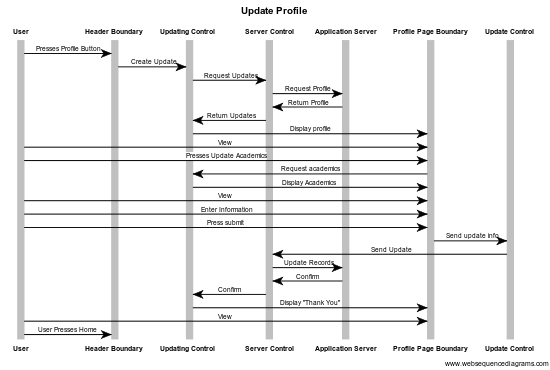 Update Profile
User Header Boundary Updating Control Server Control Application Server Profile Page Boundary Update Control
Presses Profile Button
Create Update
Request Updates
Request Profile
Return Profile
Return Updates
Display profile
View
Presses Update Academics
Request academics
Display Academics
View
Enter Information
Press submit
Send update info
Send Update
Update Records
Confirm
Confirm
Display "Thank You"
View
User Presses Home
User Header Boundary Updating Control Server Control Application Server Profile Page Boundary Update Control
www.websequencediagrams.com